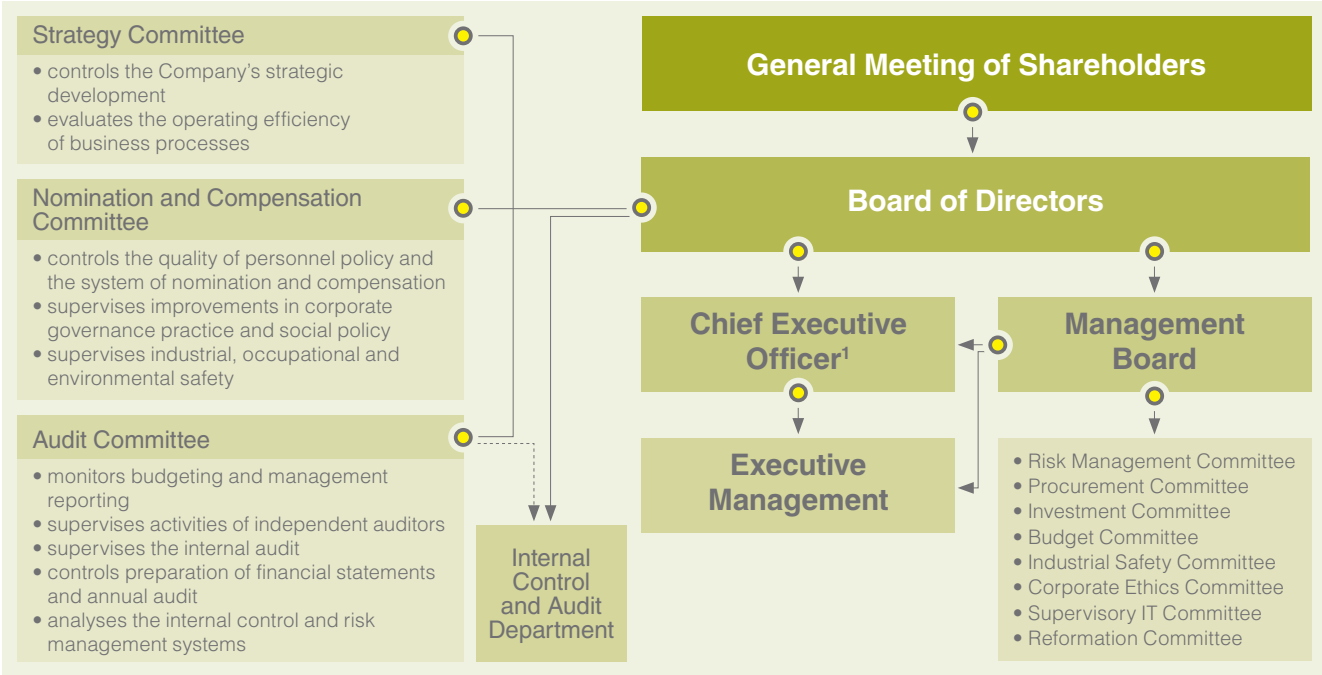 Strategy Committee
• controls the Company’s strategic
development
• evaluates the operating efficiency
of business processes
Nomination and Compensation
Committee
• controls the quality of personnel policy and
the system of nomination and compensation
• supervises improvements in corporate
governance practice and social policy
• supervises industrial, occupational and
environmental safety
Audit Committee
• monitors budgeting and management
reporting
• supervises activities of independent auditors
• supervises the internal audit
• controls preparation of financial statements
and annual audit
• analyses the internal control and risk
management systems
Internal
Control
and Audit
Department
General Meeting of Shareholders
Board of Directors
Chief Executive
Officer¹
Management
Board
Executive
Management
• Risk Management Committee
• Procurement Committee
• Investment Committee
• Budget Committee
• Industrial Safety Committee
• Corporate Ethics Committee
• Supervisory IT Committee
• Reformation Committee